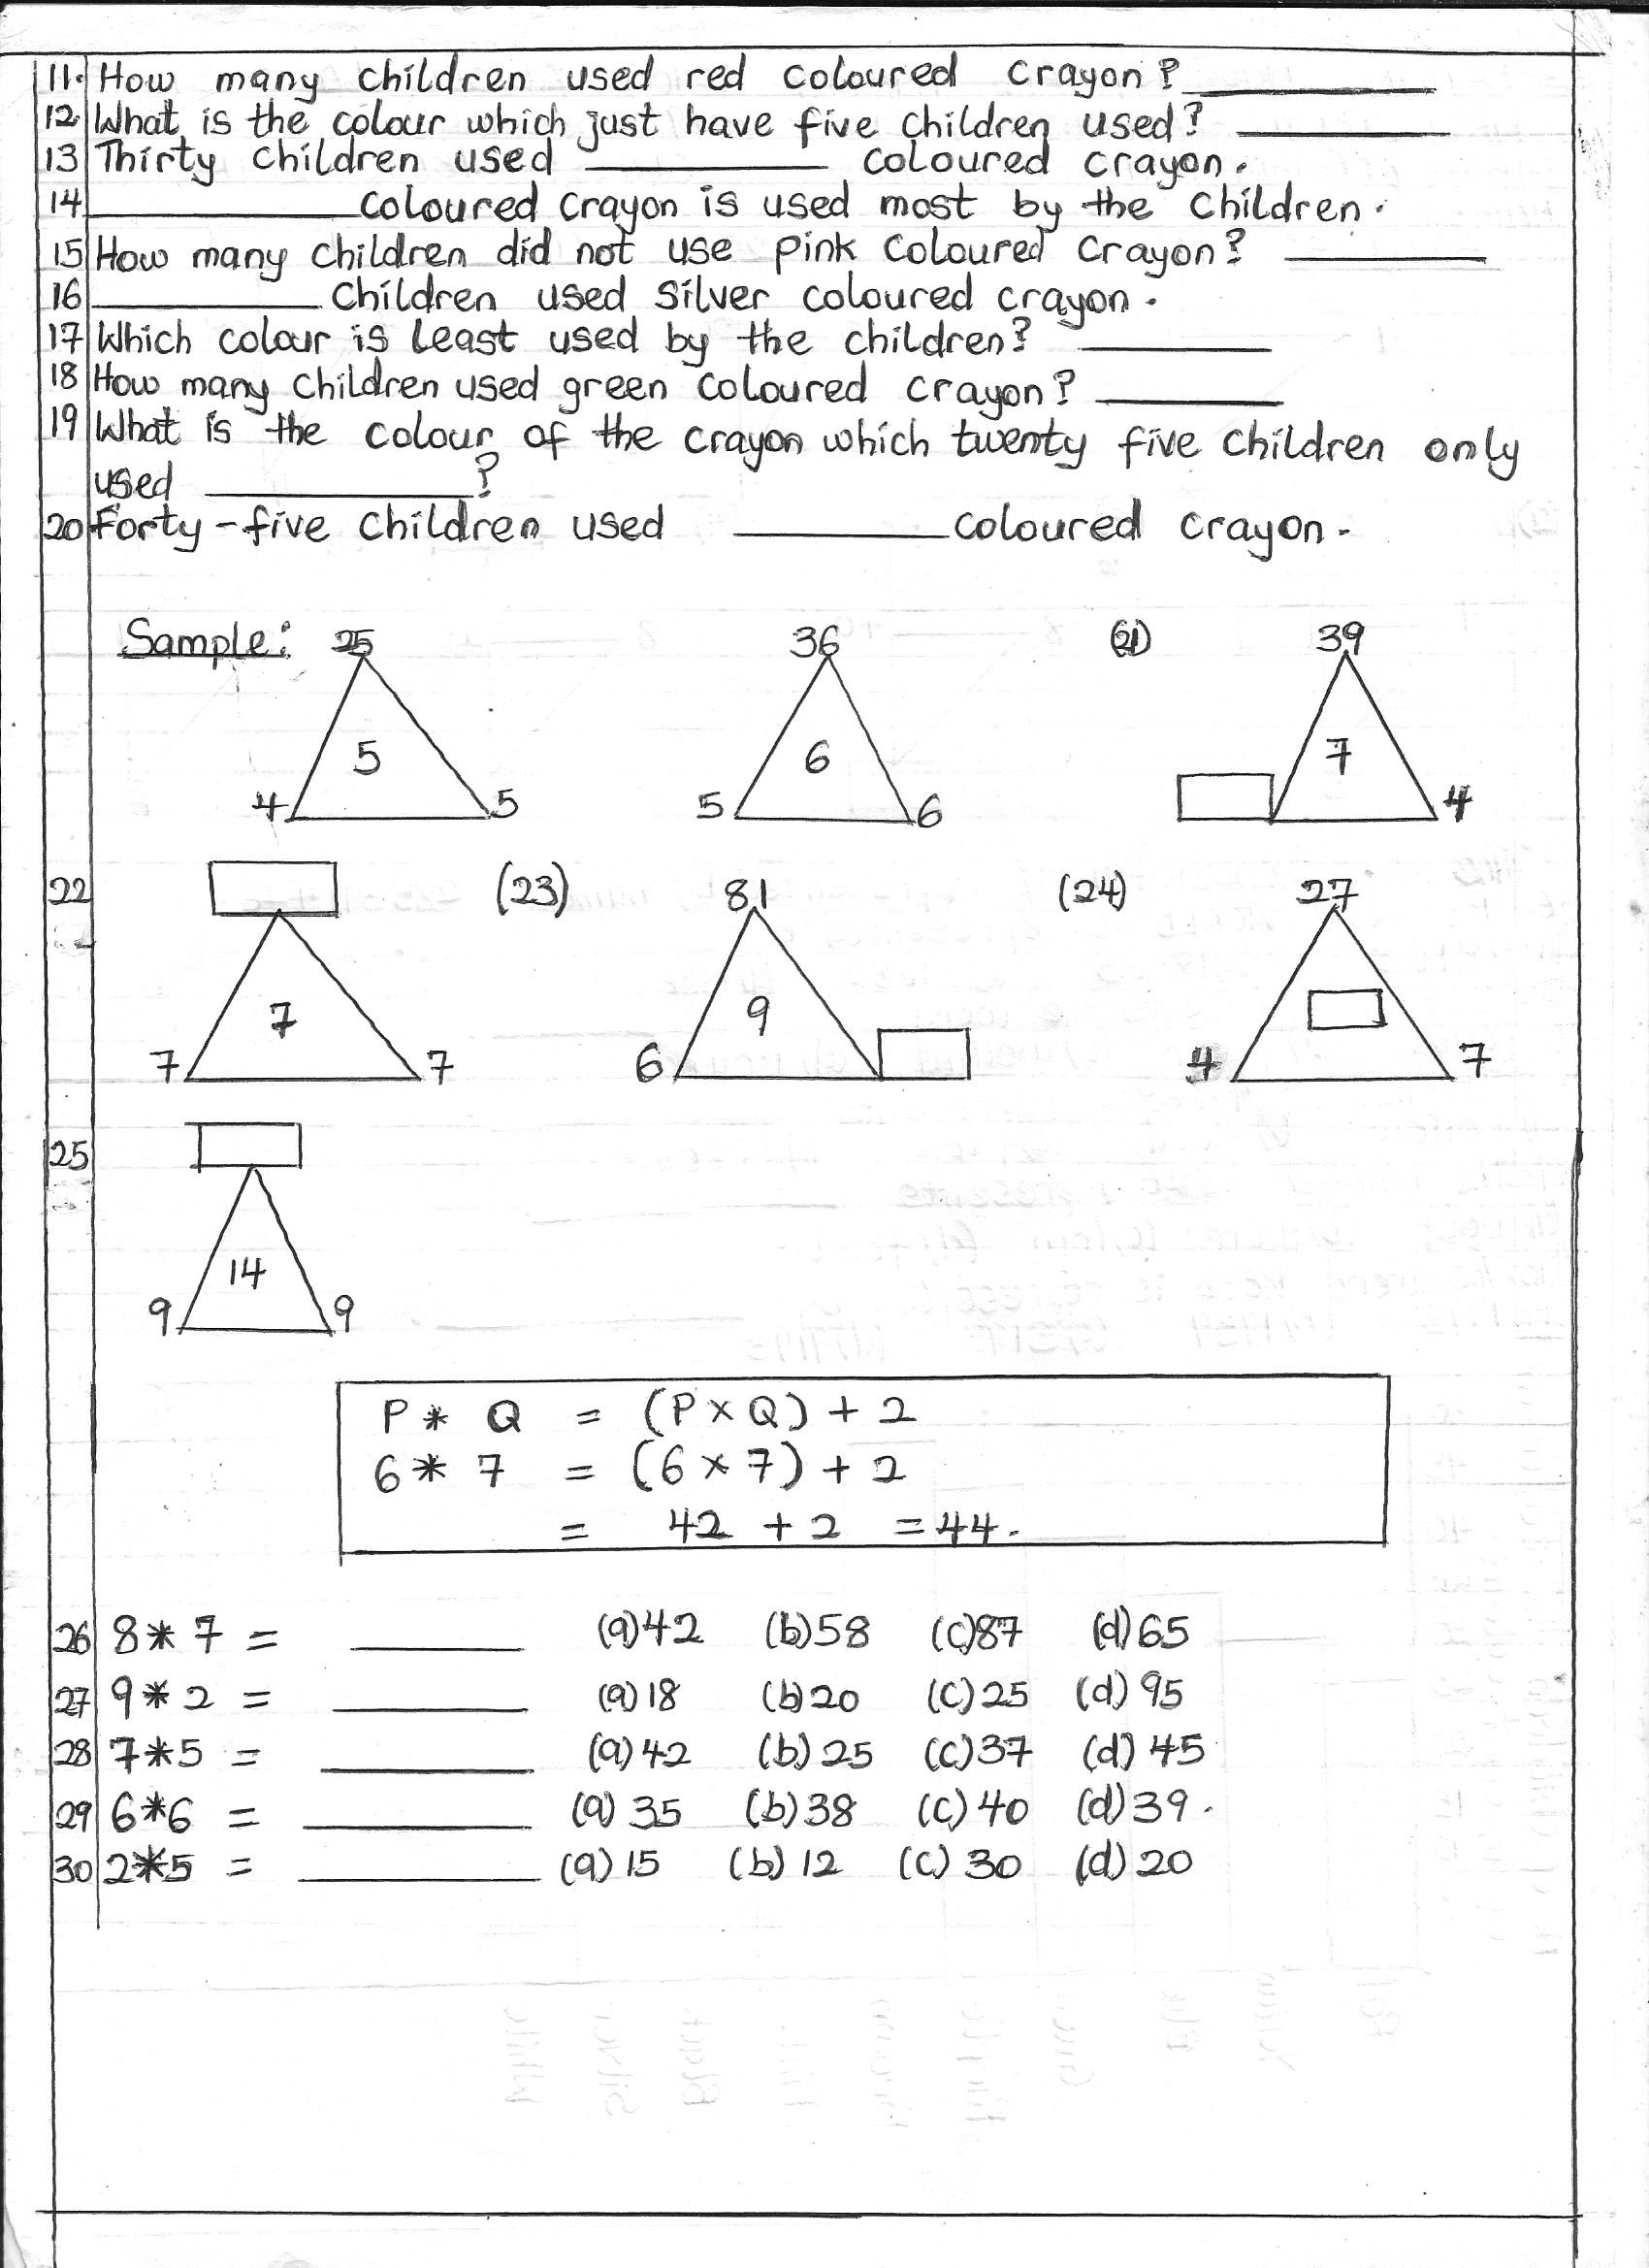 11. How many children used red coloured crayon? ________
12 What is the colour which just have five children used? ________
13 Thirty children used ________ coloured crayon.
14 ________ coloured crayon is used most by the children.
15 How many children did not use pink coloured crayon? ________
16 ________ children used silver coloured crayon.
17 Which colour is least used by the children? ________
18 How many children used green coloured crayon? ________
19 What is the colour of the crayon which twenty five children only
used ________?
20 Forty-five children used ________ coloured crayon.
Sample: 25 36 (21) 39
5 6 7
4 5 5 6 4
22 (23) 81 (24) 27
7 9
7 7 6 4 7
25
14
9 9
P * Q = (P × Q) + 2
6 * 7 = (6 × 7) + 2
= 42 + 2 = 44.
26 8 * 7 = ________ (a) 42 (b) 58 (c) 87 (d) 65
27 9 * 2 = ________ (a) 18 (b) 20 (c) 25 (d) 95
28 7 * 5 = ________ (a) 42 (b) 25 (c) 37 (d) 45
29 6 * 6 = ________ (a) 35 (b) 38 (c) 40 (d) 39.
30 2 * 5 = ________ (a) 15 (b) 12 (c) 30 (d) 20